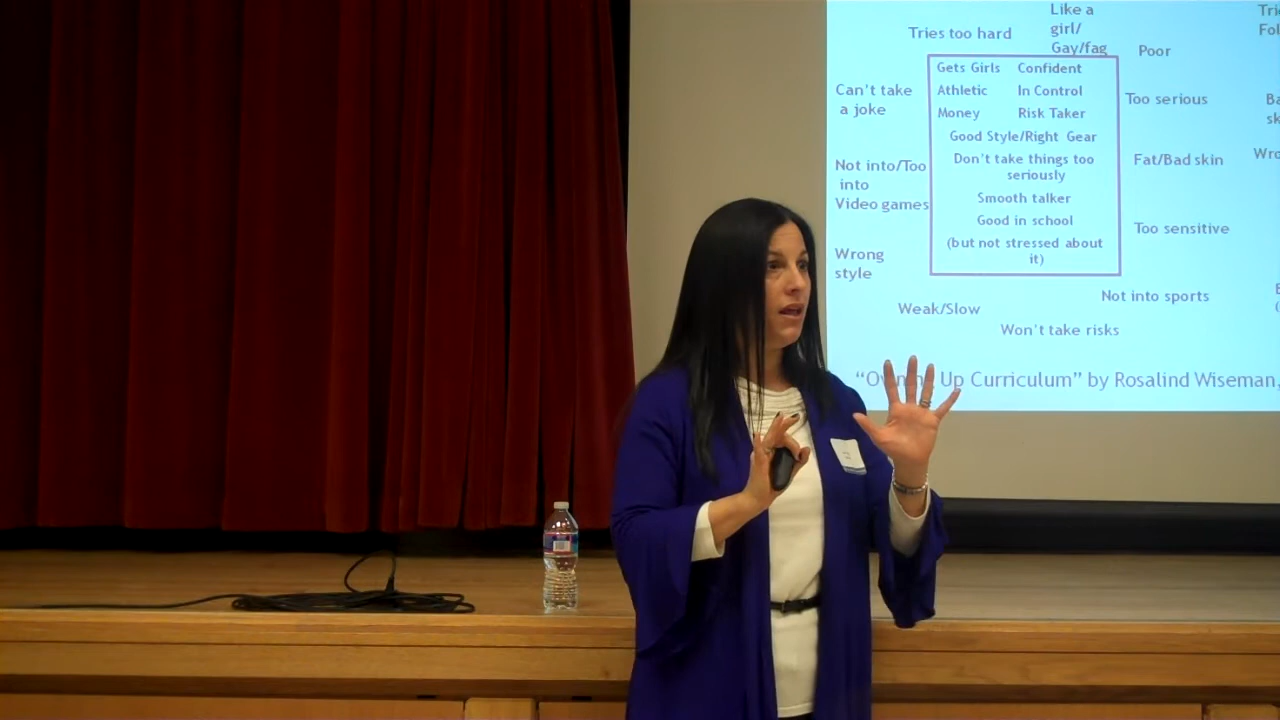 Like a
girl/
Gay/fag
Tries too hard
Poor
Gets Girls Confident
Athletic In Control
Money Risk Taker
Good Style/Right Gear
Don't take things too
seriously
Smooth talker
Good in school
(but not stressed about
it)
Can't take
a joke
Too serious
Not into/Too
into
Video games
Fat/Bad skin
Too sensitive
Wrong
style
Weak/Slow
Not into sports
Won't take risks
"Owning Up Curriculum" by Rosalind Wiseman,